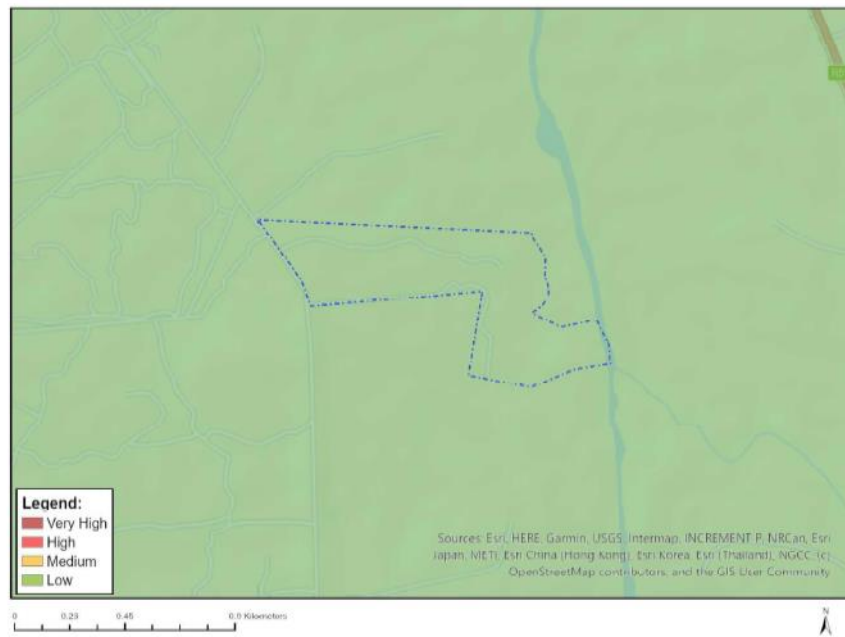 Legend:
Very High
High
Medium
Low
Sources: Esri, HERE, Garmin, USGS, Intermap, INCREMENT P, NRCan, Esri
Japan, METI, Esri China (Hong Kong), Esri Korea, Esri (Thailand), NGCC, (c)
OpenStreetMap contributors, and the GIS User Community
0 0.23 0.45 0.9 Kilometers
N